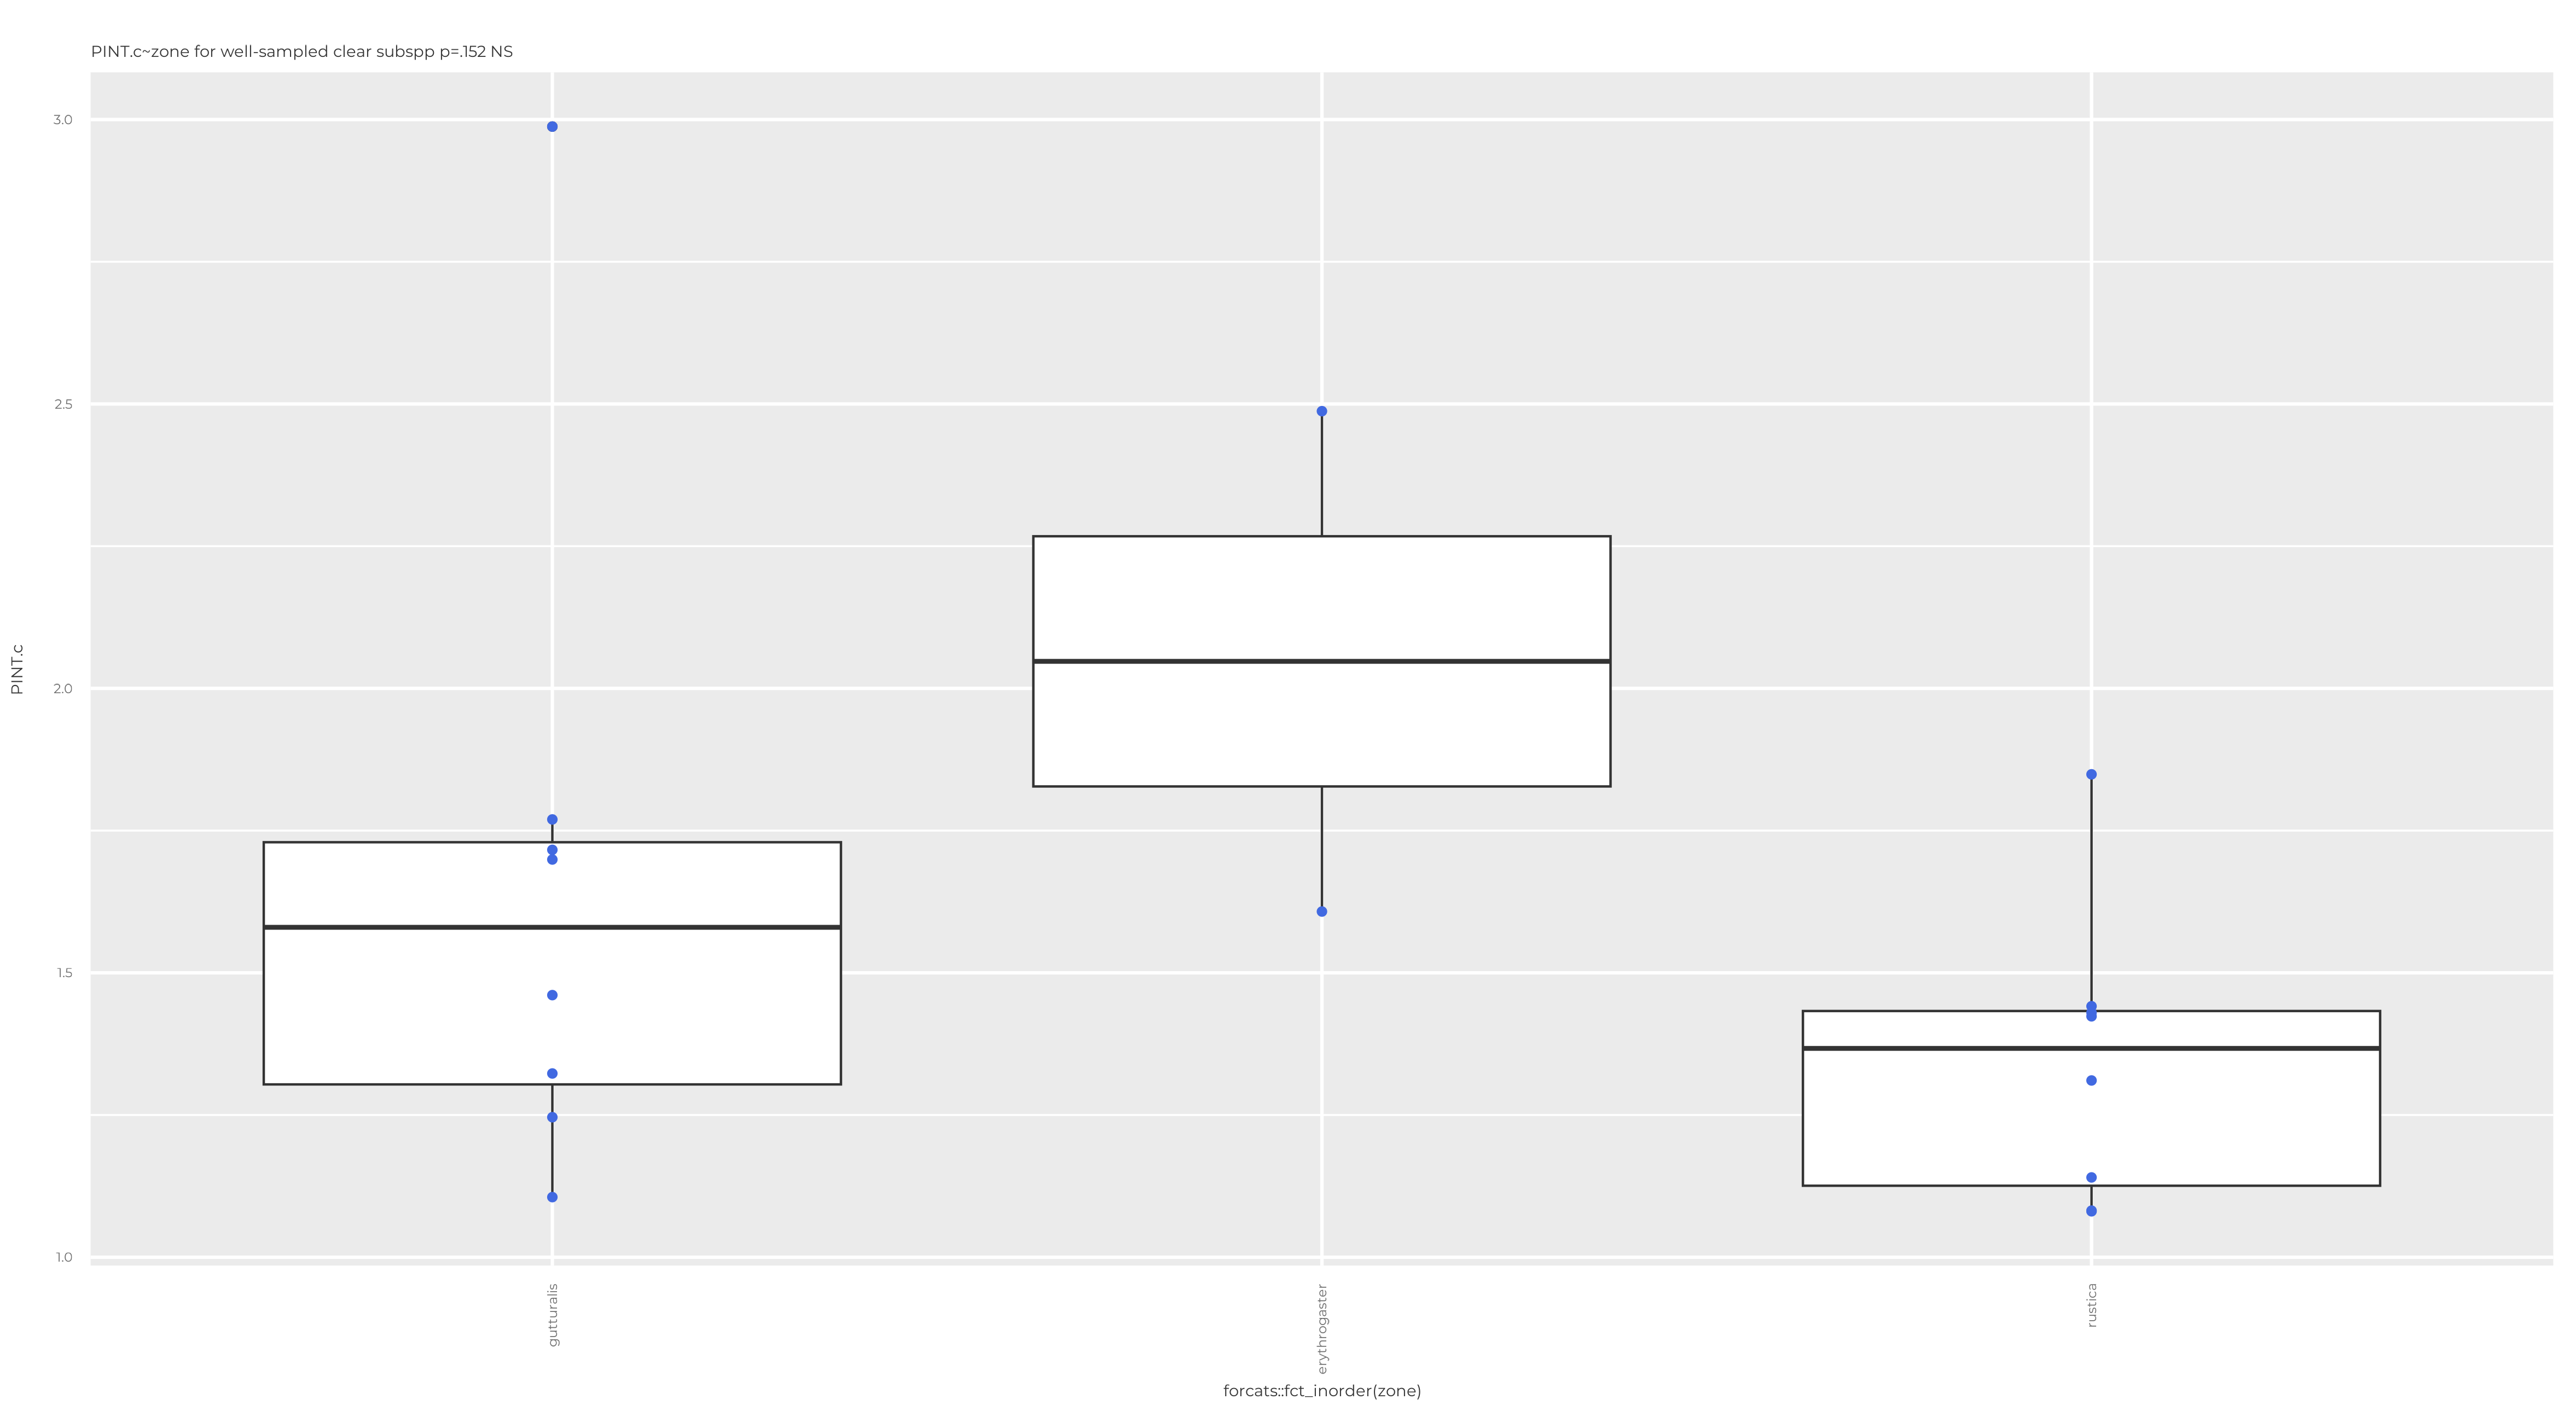 PINT.c~zone for well-sampled clear subspp p=.152 NS
3.0
2.5
2.0
1.5
1.0
PINT.c
gutturalis
erythrogaster
rustica
forcats::fct_inorder(zone)